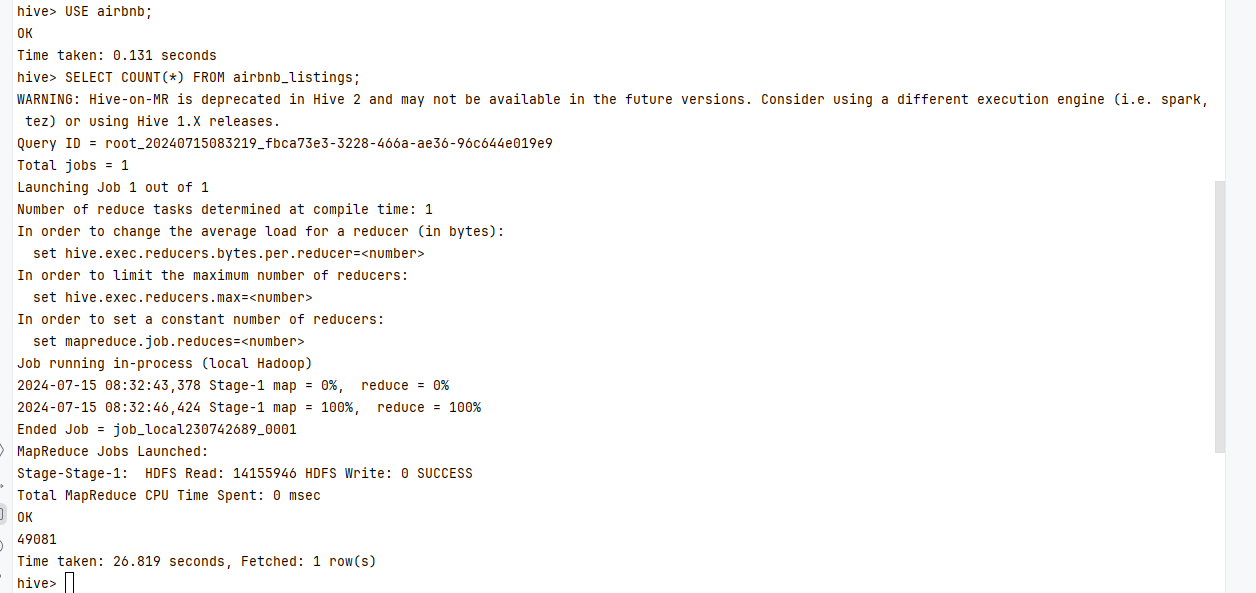 hive> USE airbnb;
OK
Time taken: 0.131 seconds
hive> SELECT COUNT(*) FROM airbnb_listings;
WARNING: Hive-on-MR is deprecated in Hive 2 and may not be available in the future versions. Consider using a different execution engine (i.e. spark,
 tez) or using Hive 1.X releases.
Query ID = root_20240715083219_fbca73e3-3228-466a-ae36-96c644e019e9
Total jobs = 1
Launching Job 1 out of 1
Number of reduce tasks determined at compile time: 1
In order to change the average load for a reducer (in bytes):
  set hive.exec.reducers.bytes.per.reducer=<number>
In order to limit the maximum number of reducers:
  set hive.exec.reducers.max=<number>
In order to set a constant number of reducers:
  set mapreduce.job.reduces=<number>
Job running in-process (local Hadoop)
2024-07-15 08:32:43,378 Stage-1 map = 0%,  reduce = 0%
2024-07-15 08:32:46,424 Stage-1 map = 100%,  reduce = 100%
Ended Job = job_local230742689_0001
MapReduce Jobs Launched:
Stage-Stage-1:  HDFS Read: 14155946 HDFS Write: 0 SUCCESS
Total MapReduce CPU Time Spent: 0 msec
OK
49081
Time taken: 26.819 seconds, Fetched: 1 row(s)
hive>